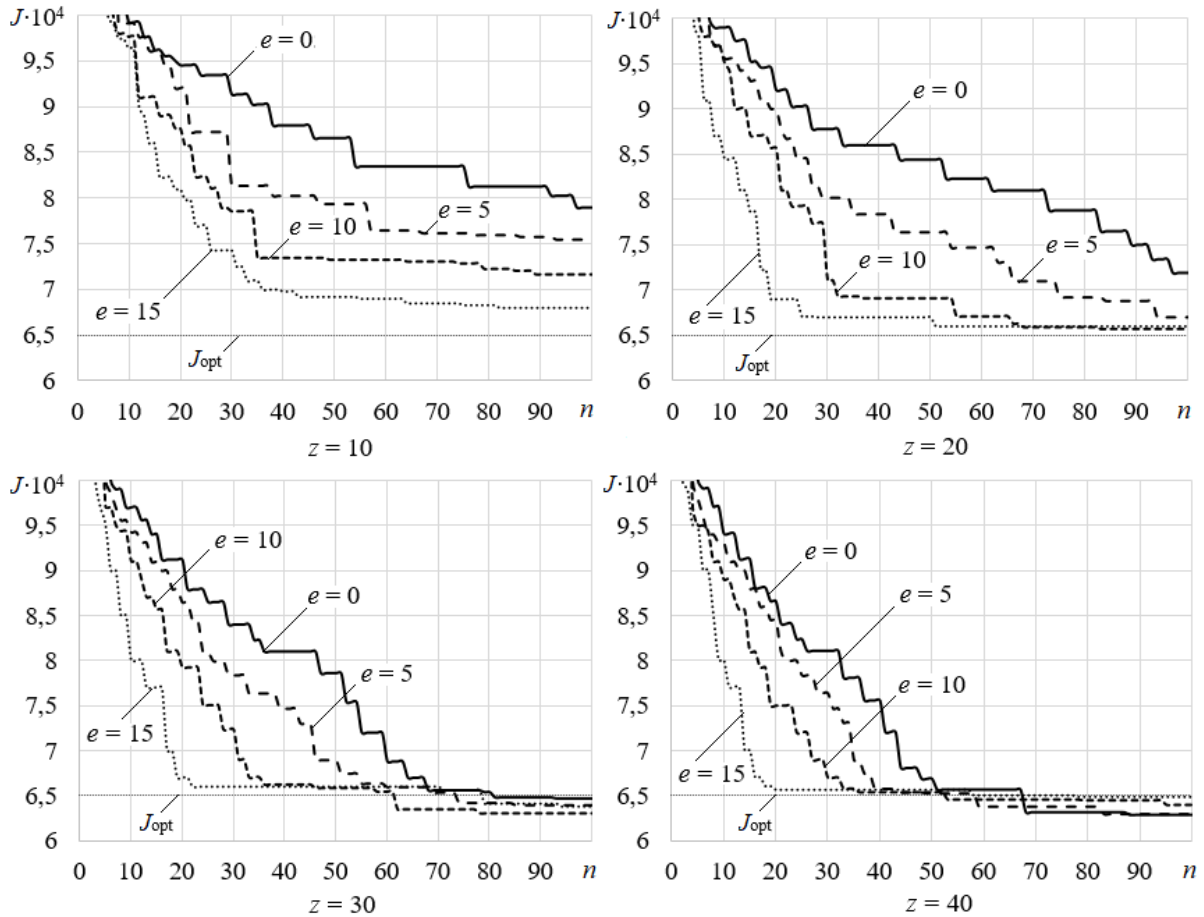 J·10⁴
e = 0.
9,5
9
8,5
8
e = 5
e = 10
7,5
7
e = 15
6,5
Jopt
6
0 10 20 30 40 50 60 70 80 90 n
z = 10
J·10⁴
9,5
e = 0
9
8,5
8
e = 5
7,5
e = 10
7
e = 15
6,5
Jopt
6
0 10 20 30 40 50 60 70 80 90 n
z = 20
J·10⁴
9,5
e = 10
9
e = 0
8,5
8
e = 5
7,5
e = 15
7
6,5
Jopt
6
0 10 20 30 40 50 60 70 80 90 n
z = 30
J·10⁴
9,5
e = 0
9
e = 5
8,5
8
e = 10
7,5
7
e = 15
6,5
Jopt
6
0 10 20 30 40 50 60 70 80 90 n
z = 40